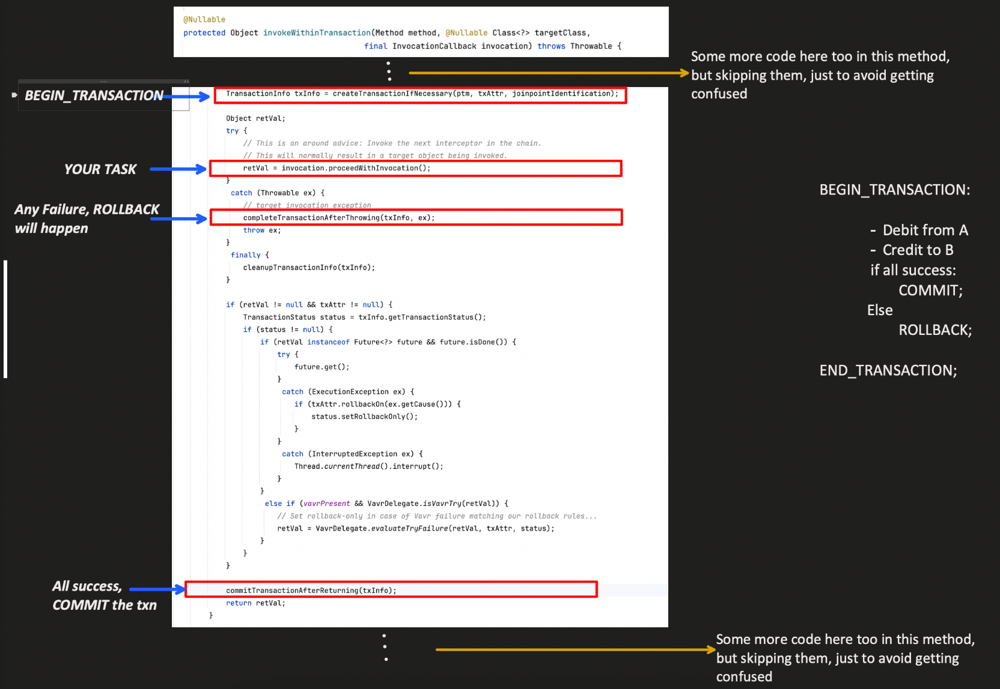 @Nullable
protected Object invokeWithinTransaction(Method method, @Nullable Class<?> targetClass,
final InvocationCallback invocation) throws Throwable {
Some more code here too in this method,
but skipping them, just to avoid getting
confused
BEGIN_TRANSACTION
TransactionInfo txInfo = createTransactionIfNecessary(ptm, txAttr, joinpointIdentification);
Object retVal;
try {
// This is an around advice: Invoke the next interceptor in the chain.
// This will normally result in a target object being invoked.
YOUR TASK
retVal = invocation.proceedWithInvocation();
}
catch (Throwable ex) {
// target invocation exception
Any Failure, ROLLBACK
will happen
completeTransactionAfterThrowing(txInfo, ex);
throw ex;
}
finally {
cleanupTransactionInfo(txInfo);
}
if (retVal != null && txAttr != null) {
TransactionStatus status = txInfo.getTransactionStatus();
if (status != null) {
if (retVal instanceof Future<?> future && future.isDone()) {
try {
future.get();
}
catch (ExecutionException ex) {
if (txAttr.rollbackOn(ex.getCause())) {
status.setRollbackOnly();
}
}
catch (InterruptedException ex) {
Thread.currentThread().interrupt();
}
}
else if (vavrPresent && VavrDelegate.isVavrTry(retVal)) {
// Set rollback-only in case of Vavr failure matching our rollback rules...
retVal = VavrDelegate.evaluateTryFailure(retVal, txAttr, status);
}
}
}
All success,
COMMIT the txn
commitTransactionAfterReturning(txInfo);
return retVal;
}
BEGIN_TRANSACTION:
- Debit from A
- Credit to B
if all success:
COMMIT;
Else
ROLLBACK;
END_TRANSACTION;
Some more code here too in this method,
but skipping them, just to avoid getting
confused